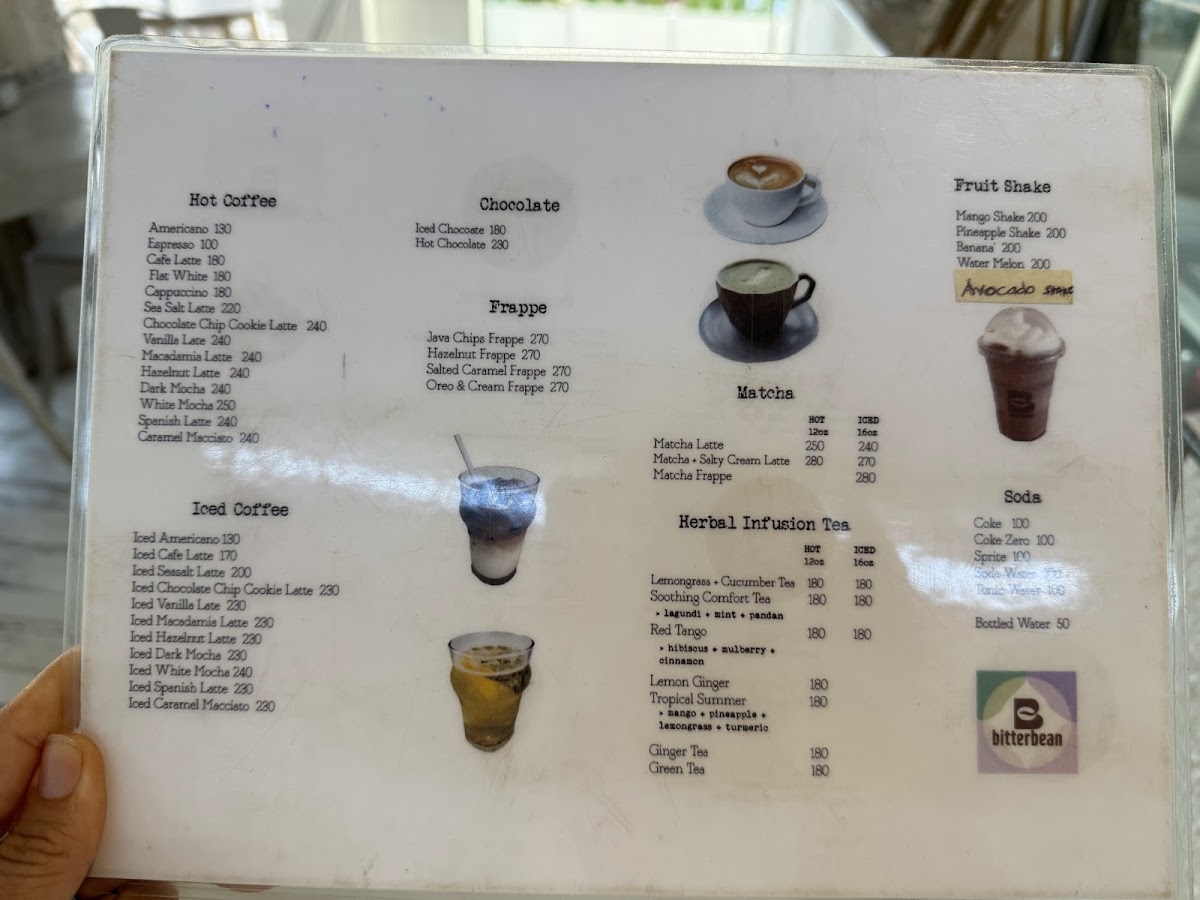 Hot Coffee
Americano 130
Espresso 100
Cafe Latte 180
Flat White 180
Cappuccino 180
Sea Salt Latte 220
Chocolate Chip Cookie Latte 240
Vanilla Late 240
Macadamia Latte 240
Hazelnut Latte 240
Dark Mocha 240
White Mocha 250
Spanish Latte 240
Caramel Macciato 240
Iced Coffee
Iced Americano 130
Iced Cafe Latte 170
Iced Seasalt Latte 200
Iced Chocolate Chip Cookie Latte 230
Iced Vanilla Late 230
Iced Macadamia Latte 230
Iced Hazelnut Latte 230
Iced Dark Mocha 230
Iced White Mocha 240
Iced Spanish Latte 230
Iced Caramel Macciato 230
Chocolate
Iced Chocoate 180
Hot Chocolate 230
Frappe
Java Chips Frappe 270
Hazelnut Frappe 270
Salted Caramel Frappe 270
Oreo & Cream Frappe 270
Matcha
HOT ICED
12oz 16oz
Matcha Latte 250 240
Matcha + Salty Cream Latte 280 270
Matcha Frappe 280
Herbal Infusion Tea
HOT ICED
12oz 16oz
Lemongrass + Cucumber Tea 180 180
Soothing Comfort Tea 180 180
> lagundi + mint + pandan
Red Tango 180 180
> hibiscus + mulbarry +
cinnamon
Lemon Ginger 180
Tropical Summer 180
> mango + pineapple +
lemongrass + turmeric
Ginger Tea 180
Green Tea 180
Fruit Shake
Mango Shake 200
Pineapple Shake 200
Banana' 200
Water Melon 200
Avocado shake
B
Soda
Coke 100
Coke Zero 100
Sprite 100
Soda Water 100
Tonic Water 100
Bottled Water 50
B
bitterbean